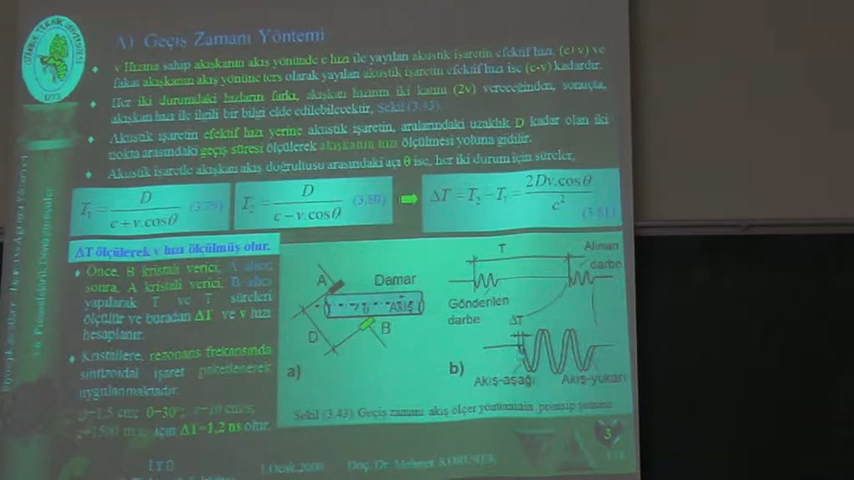 A) Geçiş Zamanı Yöntemi
v Hızına sahip akışkanın akış yönünde c hızı ile yayılan akustik işaretin efektif hızı, (c+v) ve
fakat akışkanın akış yönüne ters olarak yayılan akustik işaretin efektif hızı ise (c-v) kadardır.
Her iki durumdaki hızların farkı, akışkan hızının iki katını (2v) vereceğinden, sonuçta,
akışkan hızı ile ilgili bir bilgi elde edilebilecektir, Şekil (3.43).
Akustik işaretin efektif hızı yerine akustik işaretin, aralarındaki uzaklık D kadar olan iki
nokta arasındaki geçiş süresi ölçülerek akışkanın hızı ölçülmesi yoluna gidilir.
Akustik işaretle akışkan akış doğrultusu arasındaki açı θ ise, her iki durum için süreler,
T₁ = D / (c + v.cosθ) (3.79)
T₂ = D / (c - v.cosθ) (3.80)
ΔT = T₂ - T₁ = 2Dv.cosθ / c² (3.81)
ΔT ölçülerek v hızı ölçülmüş olur.
Önce, B kristali verici, A alıcı;
sonra, A kristali verici, B alıcı
yapılarak T ve T süreleri
ölçülür ve buradan ΔT ve v hızı
hesaplanır.
Kristallere, rezonans frekansında
sinüzoidal işaret paketlenerek
uygulanmaktadır.
D=1,5 cm; θ=30°;
için ΔT=1,2 ns olur.
A
Damar
Akış
B
D
a)
T
Alınan
darbe
Gönderilen
darbe
ΔT
b)
Akış-aşağı
Akış-yukarı
Şekil (3.43) Geçiş zamanı akış ölçer yönteminin prensip şeması
3
İTÜ
1 Ocak 2000
Doç. Dr. Mehmet KORÜREK